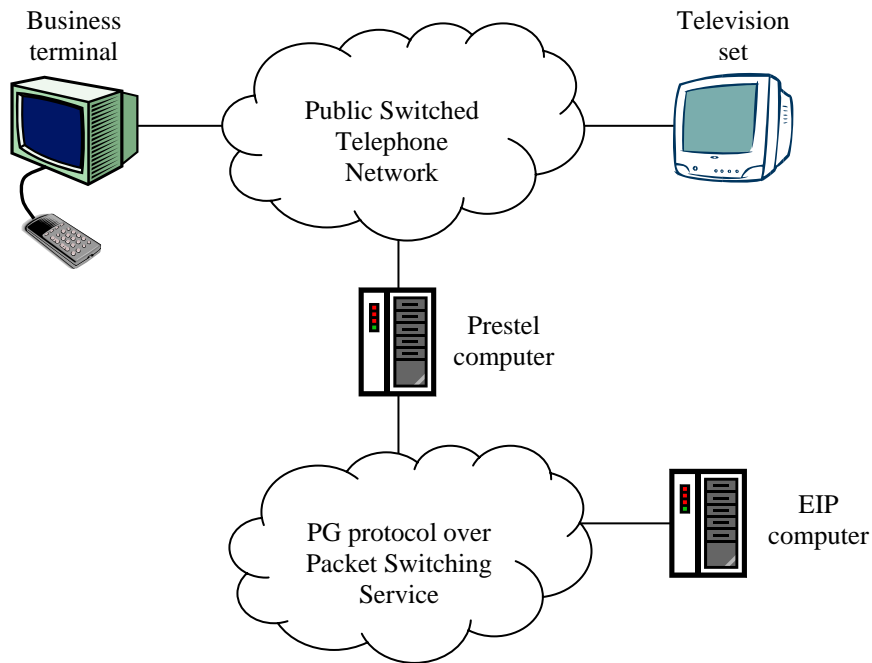 Business
terminal
Television
set
Public Switched
Telephone
Network
Prestel
computer
PG protocol over
Packet Switching
Service
EIP
computer